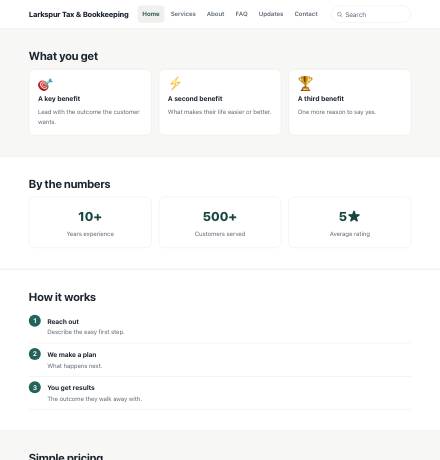 Larkspur Tax & Bookkeeping
Home
Services
About
FAQ
Updates
Contact
Search
What you get
A key benefit
Lead with the outcome the customer
wants.
A second benefit
What makes their life easier or better.
A third benefit
One more reason to say yes.
By the numbers
10+
Years experience
500+
Customers served
5★
Average rating
How it works
1
Reach out
Describe the easy first step.
2
We make a plan
What happens next.
3
You get results
The outcome they walk away with.
Simple pricing